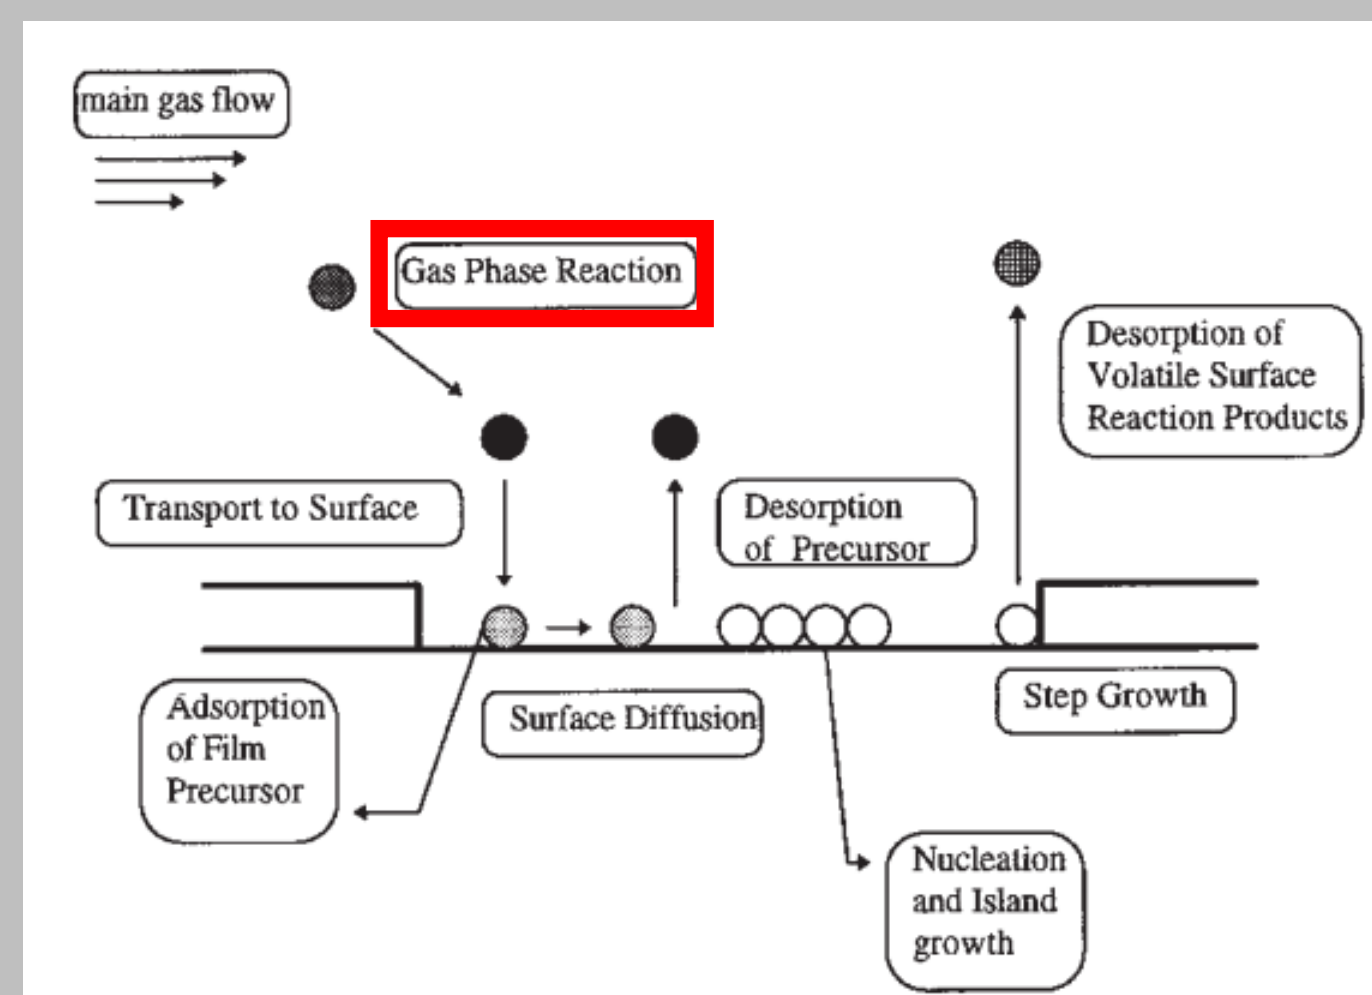 main gas flow
Gas Phase Reaction
Desorption of
Volatile Surface
Reaction Products
Transport to Surface
Desorption
of Precursor
Adsorption
of Film
Precursor
Surface Diffusion
Step Growth
Nucleation
and Island
growth